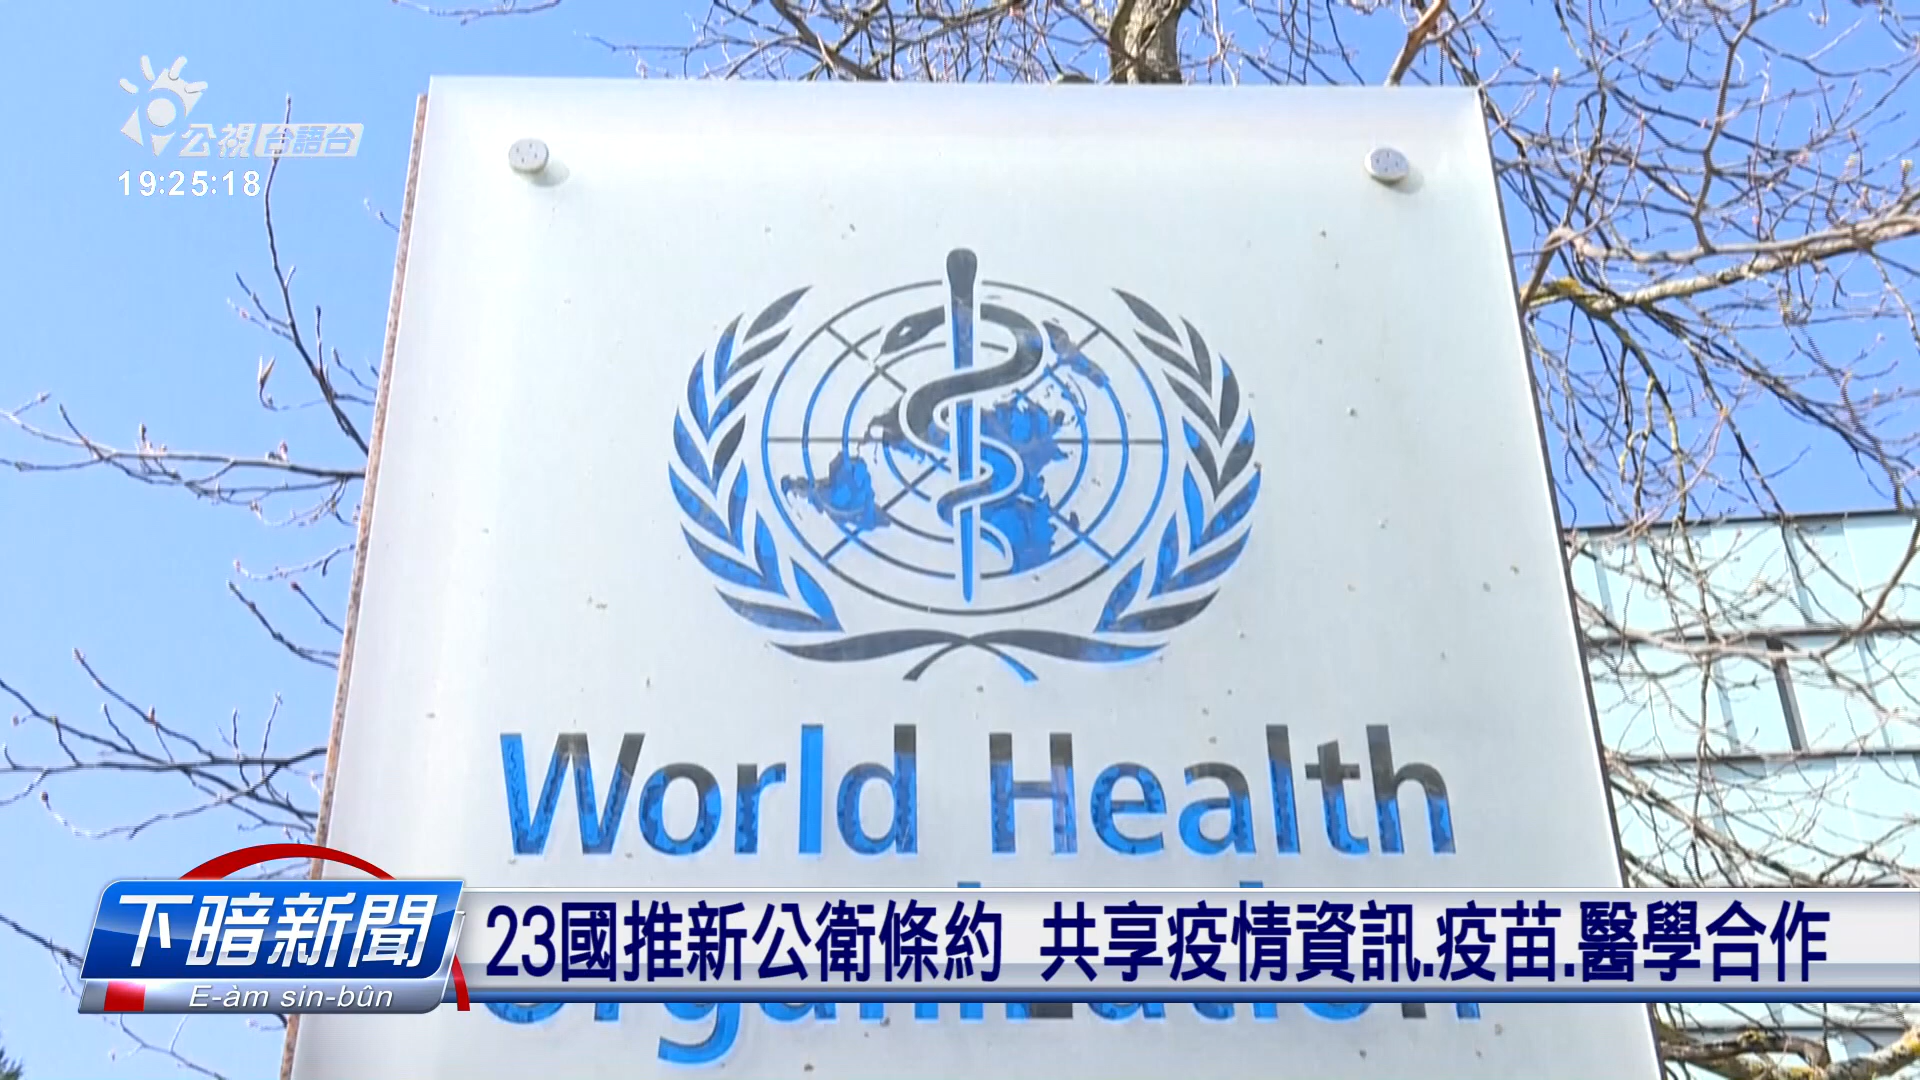 公視台語台
19:25:18
World Health
Organization
下暗新聞
E-àm sin-bûn
23國推新公衛條約 共享疫情資訊.疫苗.醫學合作